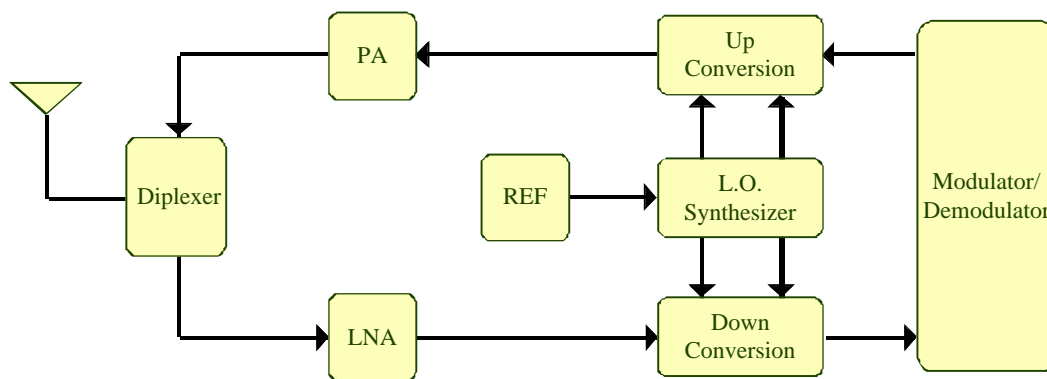 PA
Up
Conversion
Diplexer
REF
L.O.
Synthesizer
Modulator/
Demodulator
LNA
Down
Conversion